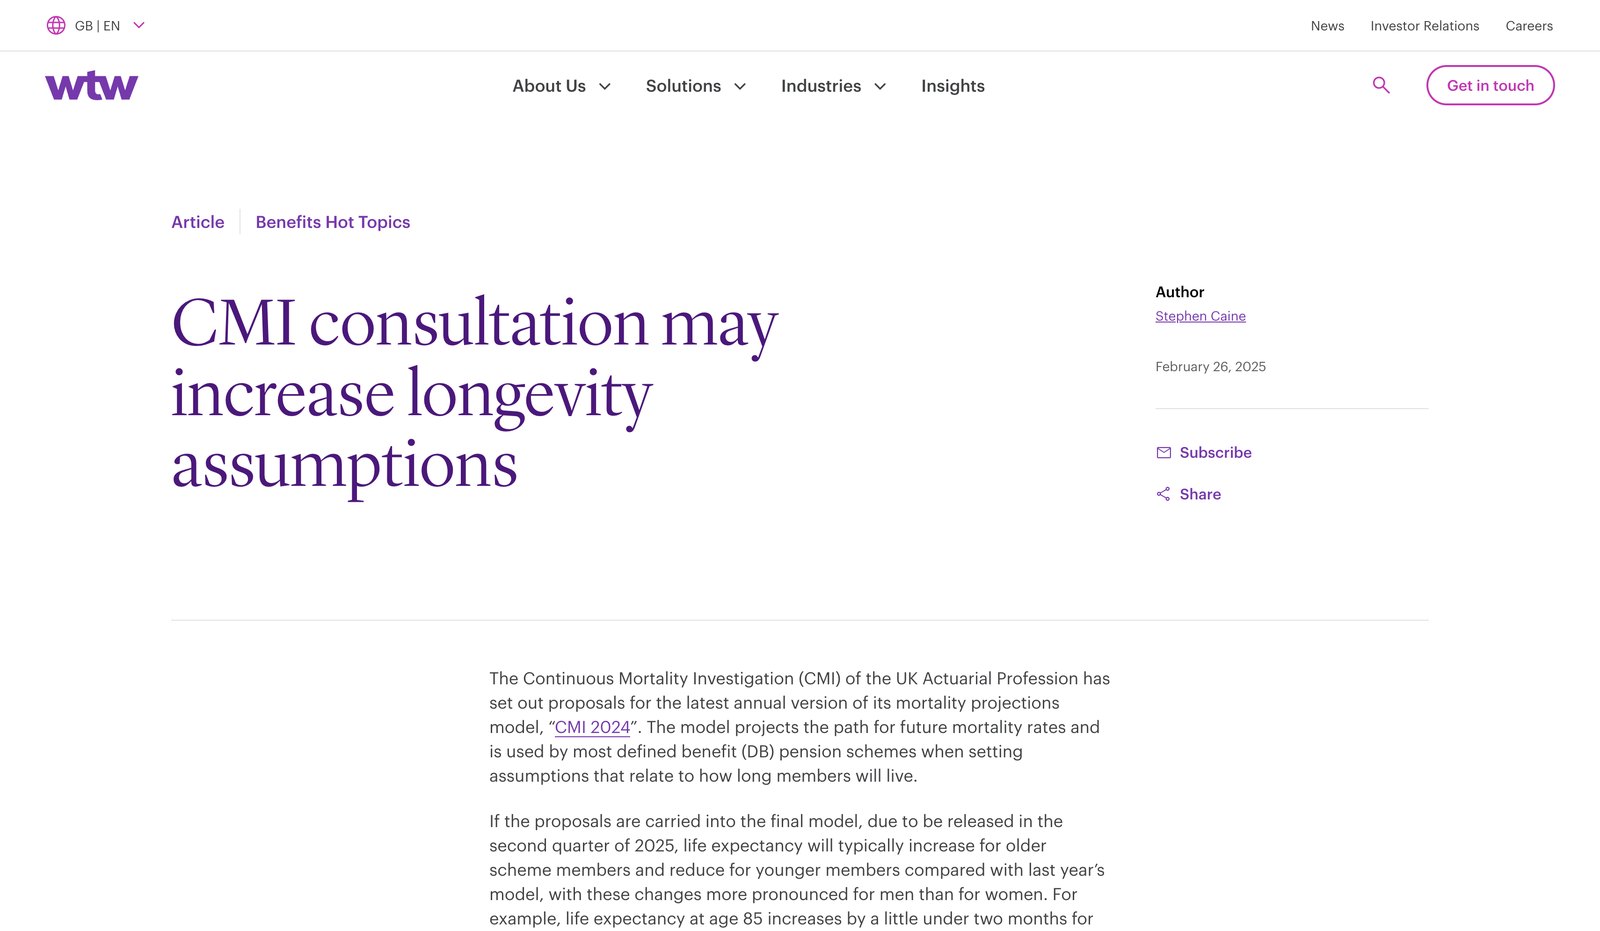 GB | EN
News
Investor Relations
Careers
wtw
About Us
Solutions
Industries
Insights
Get in touch
Article
Benefits Hot Topics
CMI consultation may
increase longevity
assumptions
Author
Stephen Caine
February 26, 2025
Subscribe
Share
The Continuous Mortality Investigation (CMI) of the UK Actuarial Profession has
set out proposals for the latest annual version of its mortality projections
model, “CMI 2024”. The model projects the path for future mortality rates and
is used by most defined benefit (DB) pension schemes when setting
assumptions that relate to how long members will live.
If the proposals are carried into the final model, due to be released in the
second quarter of 2025, life expectancy will typically increase for older
scheme members and reduce for younger members compared with last year’s
model, with these changes more pronounced for men than for women. For
example, life expectancy at age 85 increases by a little under two months for